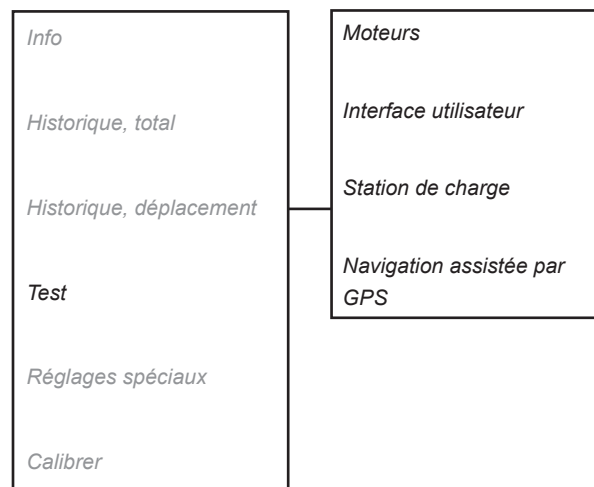 Info
Historique, total
Historique, déplacement
Test
Réglages spéciaux
Calibrer
Moteurs
Interface utilisateur
Station de charge
Navigation assistée par
GPS